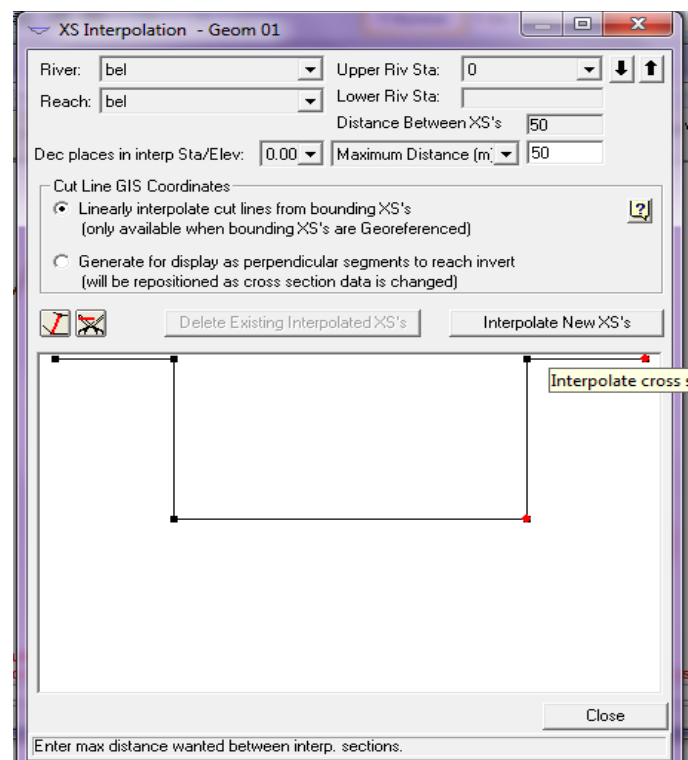 XS Interpolation - Geom 01
River: bel Upper Riv Sta: 0
Reach: bel Lower Riv Sta:
Distance Between XS's 50
Dec places in interp Sta/Elev: 0.00 Maximum Distance (m) 50
Cut Line GIS Coordinates
Linearly interpolate cut lines from bounding XS's
(only available when bounding XS's are Georeferenced)
Generate for display as perpendicular segments to reach invert
(will be repositioned as cross section data is changed)
Delete Existing Interpolated XS's Interpolate New XS's
Interpolate cross
Close
Enter max distance wanted between interp. sections.